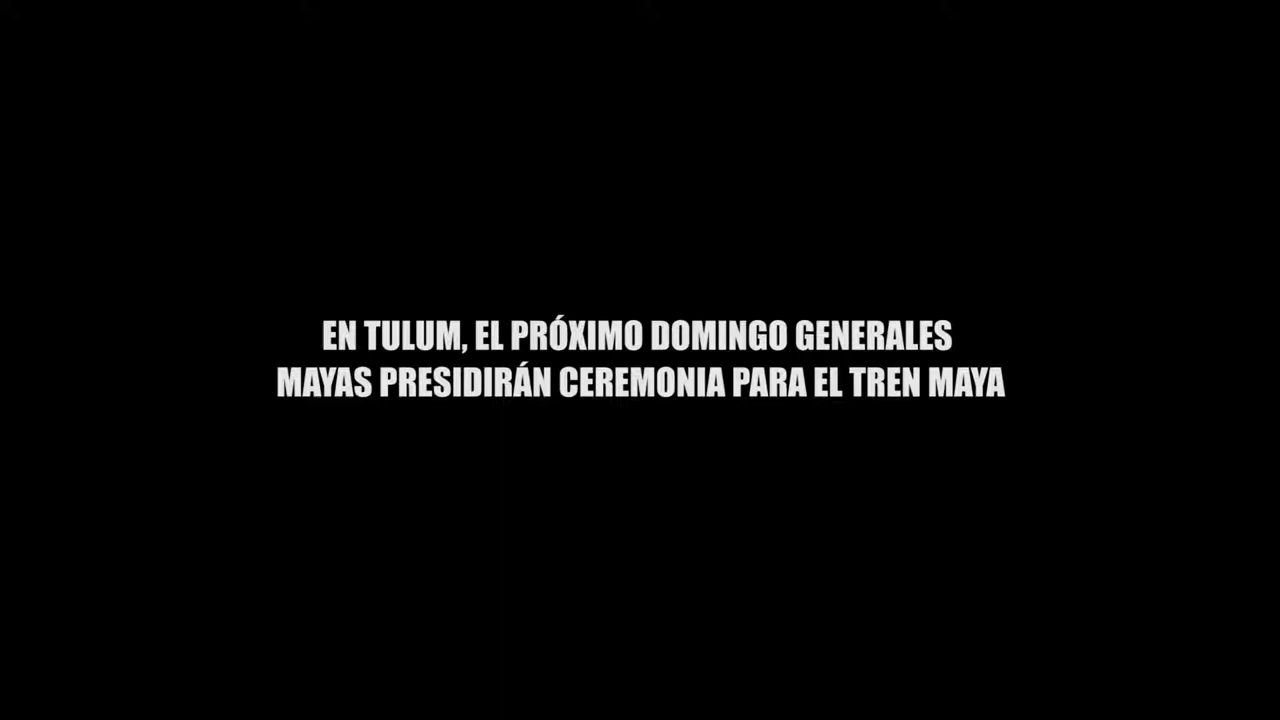 EN TULUM, EL PRÓXIMO DOMINGO GENERALES
MAYAS PRESIDIRÁN CEREMONIA PARA EL TREN MAYA